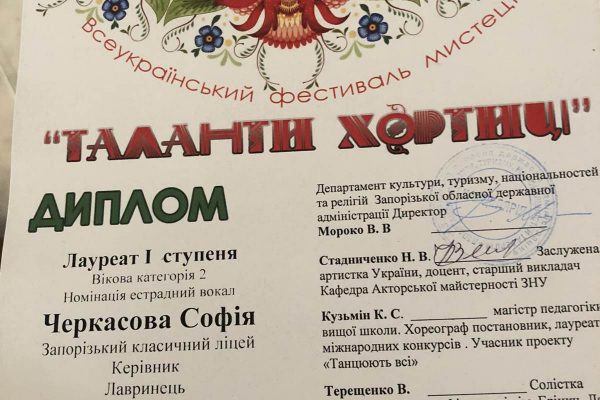 Всеукраїнський фестиваль мистец
“ТАЛАНТИ ХОРТИЦІ”
ДИПЛОМ
Лауреат І ступеня
Вікова категорія 2
Номінація естрадний вокал
Черкасова Софія
Запорізький класичний ліцей
Керівник
Лавринець
Департамент культури, туризму, національностей
та релігій Запорізької обласної державної
адміністрації Директор
Мороко В. В
Стадниченко Н. В. Заслужена
артистка України, доцент, старший викладач
Кафедра Акторської майстерності ЗНУ
Кузьмін К. С. магістр педагогіки
вищої школи. Хореограф постановник, лауреат
міжнародних конкурсів . Учасник проекту
«Танцюють всі»
Терещенко В. Солістка